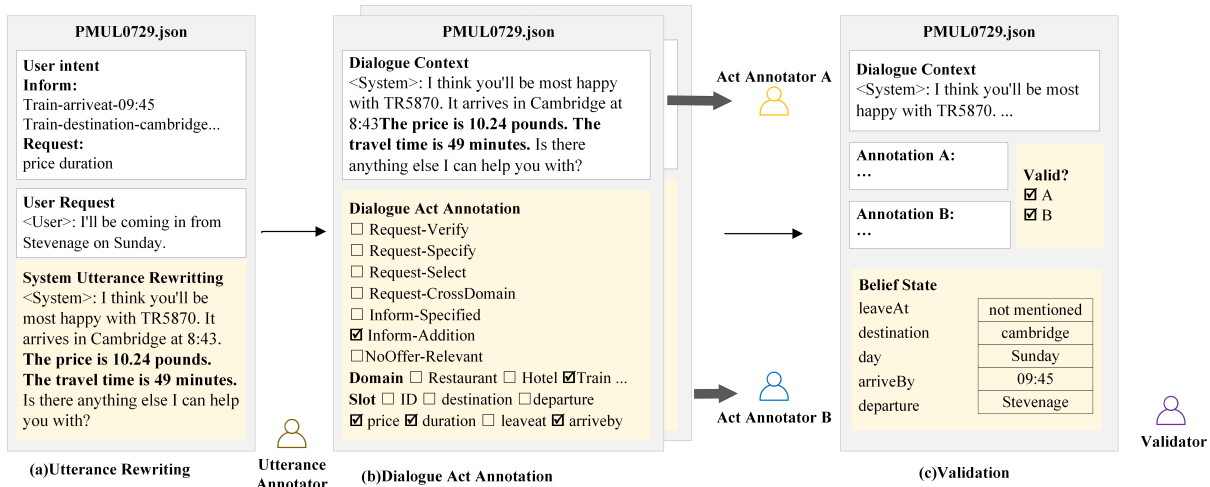 PMUL0729.json
User intent
Inform:
Train-arriveat-09:45
Train-destination-cambridge...
Request:
price duration
User Request
<User>: I'll be coming in from
Stevenage on Sunday.
System Utterance Rewritting
<System>: I think you'll be
most happy with TR5870. It
arrives in Cambridge at 8:43.
The price is 10.24 pounds.
The travel time is 49 minutes.
Is there anything else I can help
you with?
(a)Utterance Rewriting
Utterance
Annotator
PMUL0729.json
Dialogue Context
<System>: I think you'll be most happy
with TR5870. It arrives in Cambridge at
8:43The price is 10.24 pounds. The
travel time is 49 minutes. Is there
anything else I can help you with?
Dialogue Act Annotation
☐ Request-Verify
☐ Request-Specify
☐ Request-Select
☐ Request-CrossDomain
☐ Inform-Specified
☑ Inform-Addition
☐NoOffer-Relevant
Domain ☐ Restaurant ☐ Hotel ☑Train ...
Slot ☐ ID ☐ destination ☐departure
☑ price ☑ duration ☐ leaveat ☑ arriveby
(b)Dialogue Act Annotation
Act Annotator A
Act Annotator B
PMUL0729.json
Dialogue Context
<System>: I think you'll be most
happy with TR5870. ...
Annotation A:
...
Annotation B:
...
Valid?
☑ A
☑ B
Belief State
leaveAt not mentioned
destination cambridge
day Sunday
arriveBy 09:45
departure Stevenage
(c)Validation
Validator